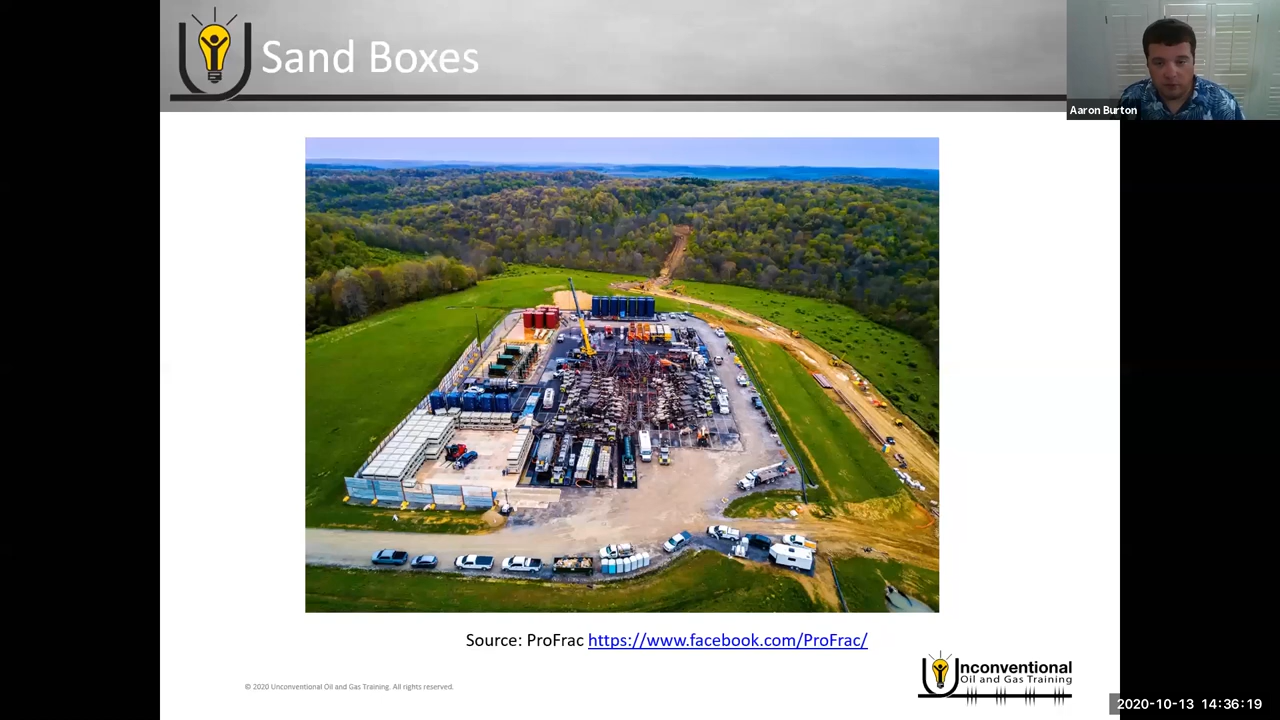 Sand Boxes
Aaron Burton
Source: ProFrac https://www.facebook.com/ProFrac/
© 2020 Unconventional Oil and Gas Training. All rights reserved.
Unconventional
Oil and Gas Training
2020-10-13 14:36:19